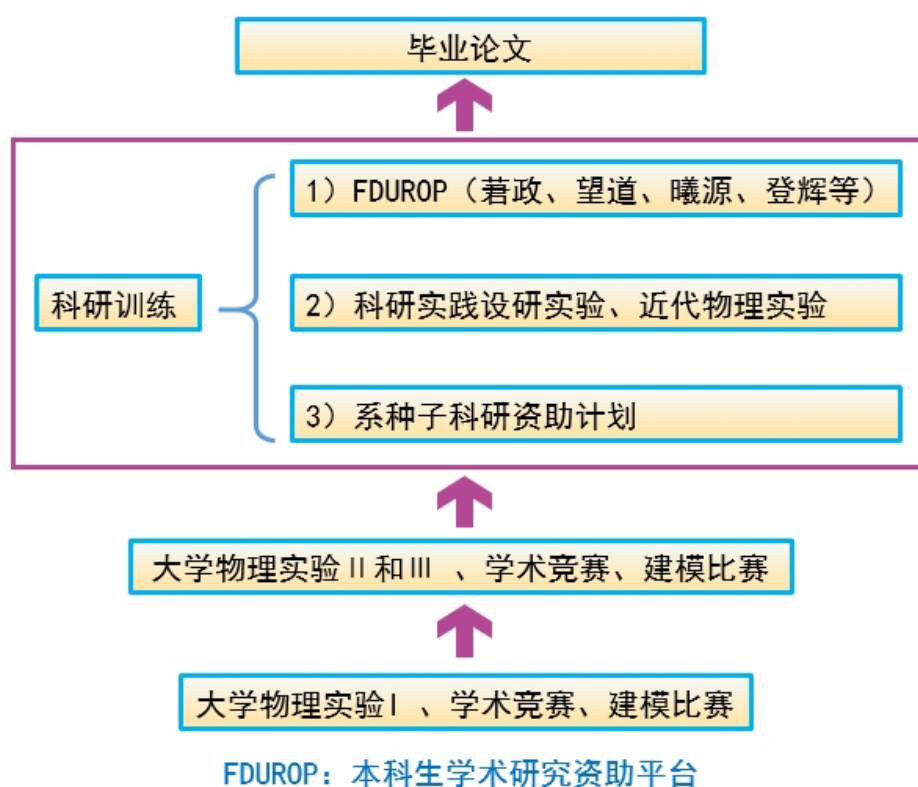 毕业论文
1）FDUROP（莙政、望道、曦源、登辉等）
科研训练
2）科研实践设研实验、近代物理实验
3）系种子科研资助计划
大学物理实验Ⅱ和Ⅲ 、学术竞赛、建模比赛
大学物理实验Ⅰ 、学术竞赛、建模比赛
FDUROP：本科生学术研究资助平台